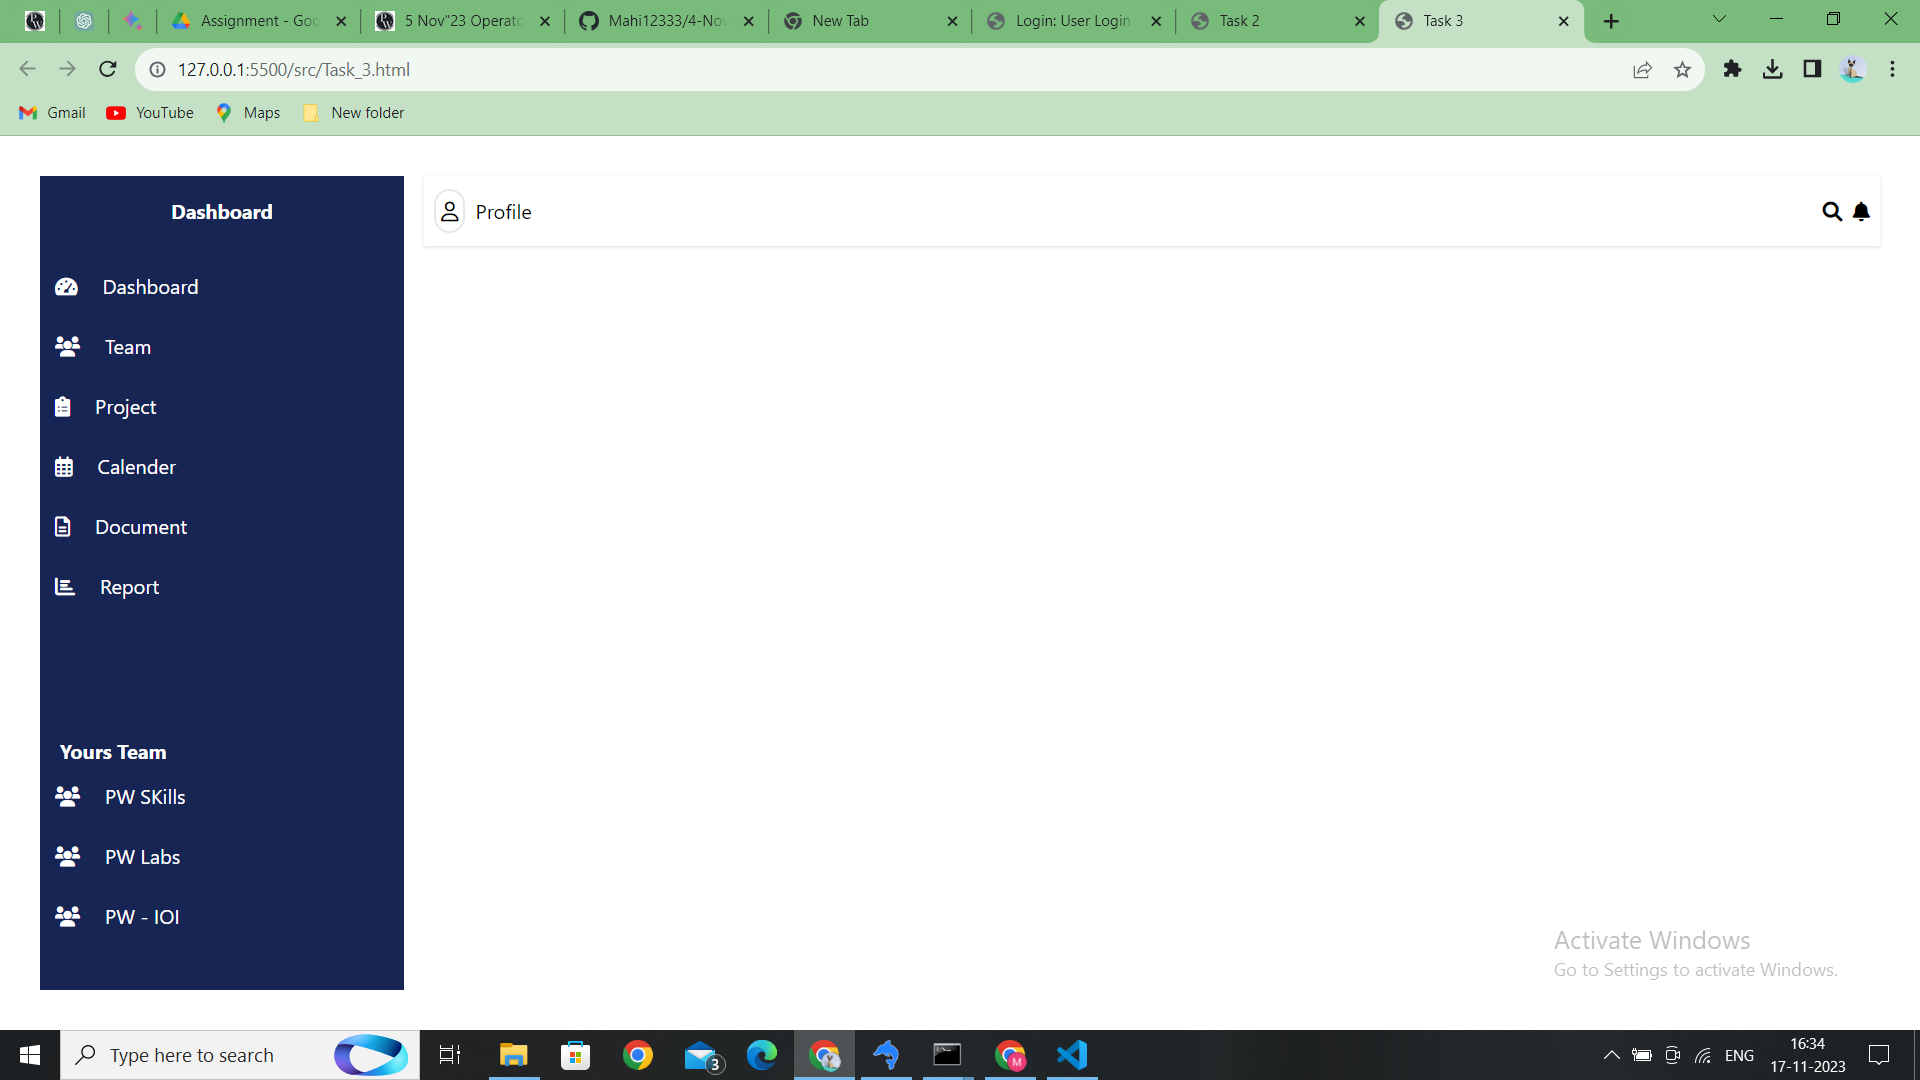 Assignment - Goo
5 Nov"23 Operato
Mahi12333/4-Nov
New Tab
Login: User Login
Task 2
Task 3
127.0.0.1:5500/src/Task_3.html
Gmail
YouTube
Maps
New folder
Dashboard
Profile
Dashboard
Team
Project
Calender
Document
Report
Yours Team
PW SKills
PW Labs
PW - IOI
Activate Windows
Go to Settings to activate Windows.
Type here to search
3
M
ENG
16:34
17-11-2023